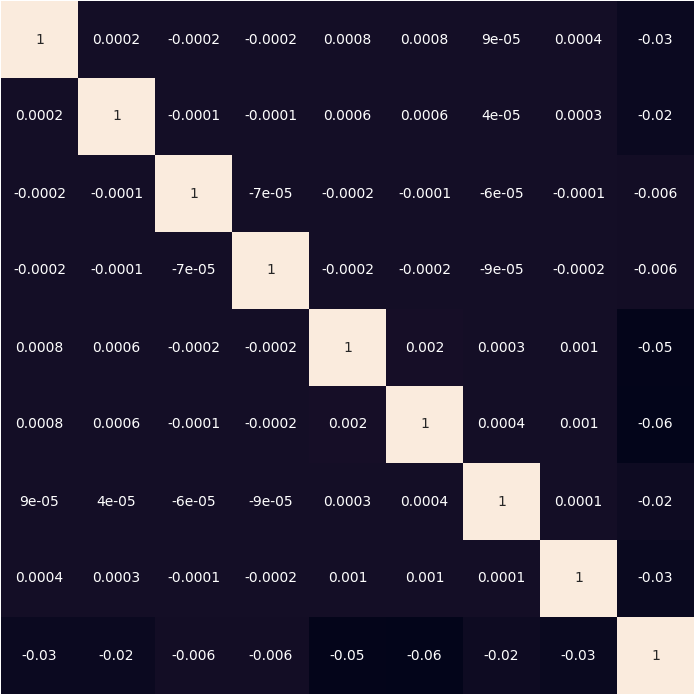 1 0.0002 -0.0002 -0.0002 0.0008 0.0008 9e-05 0.0004 -0.03
0.0002 1 -0.0001 -0.0001 0.0006 0.0006 4e-05 0.0003 -0.02
-0.0002 -0.0001 1 -7e-05 -0.0002 -0.0001 -6e-05 -0.0001 -0.006
-0.0002 -0.0001 -7e-05 1 -0.0002 -0.0002 -9e-05 -0.0002 -0.006
0.0008 0.0006 -0.0002 -0.0002 1 0.002 0.0003 0.001 -0.05
0.0008 0.0006 -0.0001 -0.0002 0.002 1 0.0004 0.001 -0.06
9e-05 4e-05 -6e-05 -9e-05 0.0003 0.0004 1 0.0001 -0.02
0.0004 0.0003 -0.0001 -0.0002 0.001 0.001 0.0001 1 -0.03
-0.03 -0.02 -0.006 -0.006 -0.05 -0.06 -0.02 -0.03 1